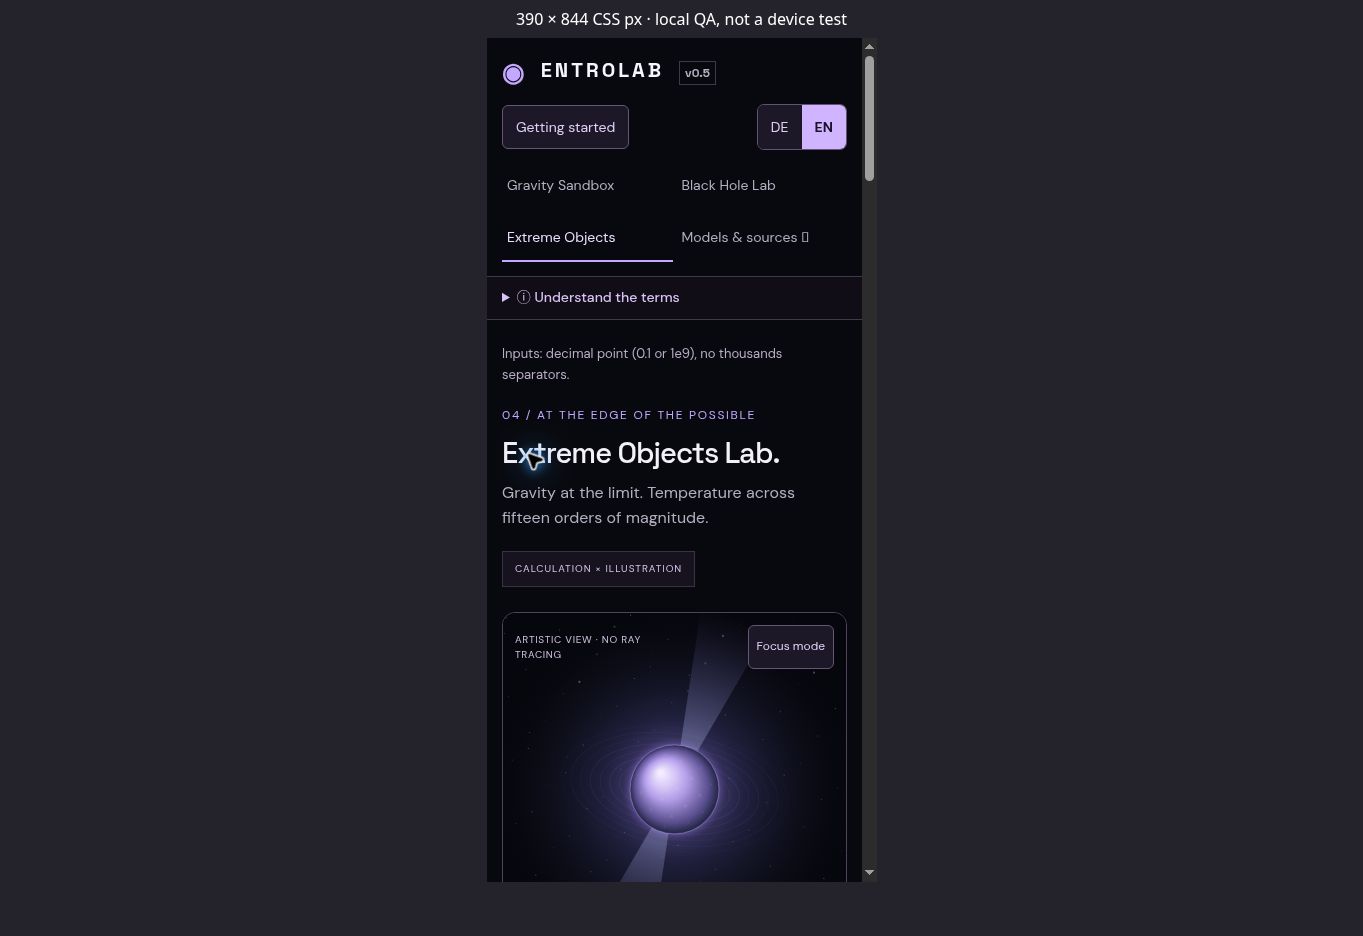 390 × 844 CSS px · local QA, not a device test
ENTROLAB v0.5
Getting started DE EN
Gravity Sandbox Black Hole Lab
Extreme Objects Models & sources
ⓘ Understand the terms
Inputs: decimal point (0.1 or 1e9), no thousands
separators.
04 / AT THE EDGE OF THE POSSIBLE
Extreme Objects Lab.
Gravity at the limit. Temperature across
fifteen orders of magnitude.
CALCULATION × ILLUSTRATION
ARTISTIC VIEW · NO RAY
TRACING
Focus mode